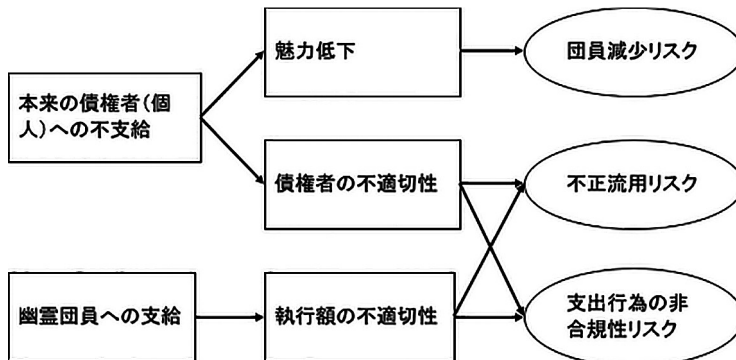 魅力低下
団員減少リスク
本来の債権者(個
人)への不支給
債権者の不適切性
不正流用リスク
幽霊団員への支給
執行額の不適切性
支出行為の非
合規性リスク